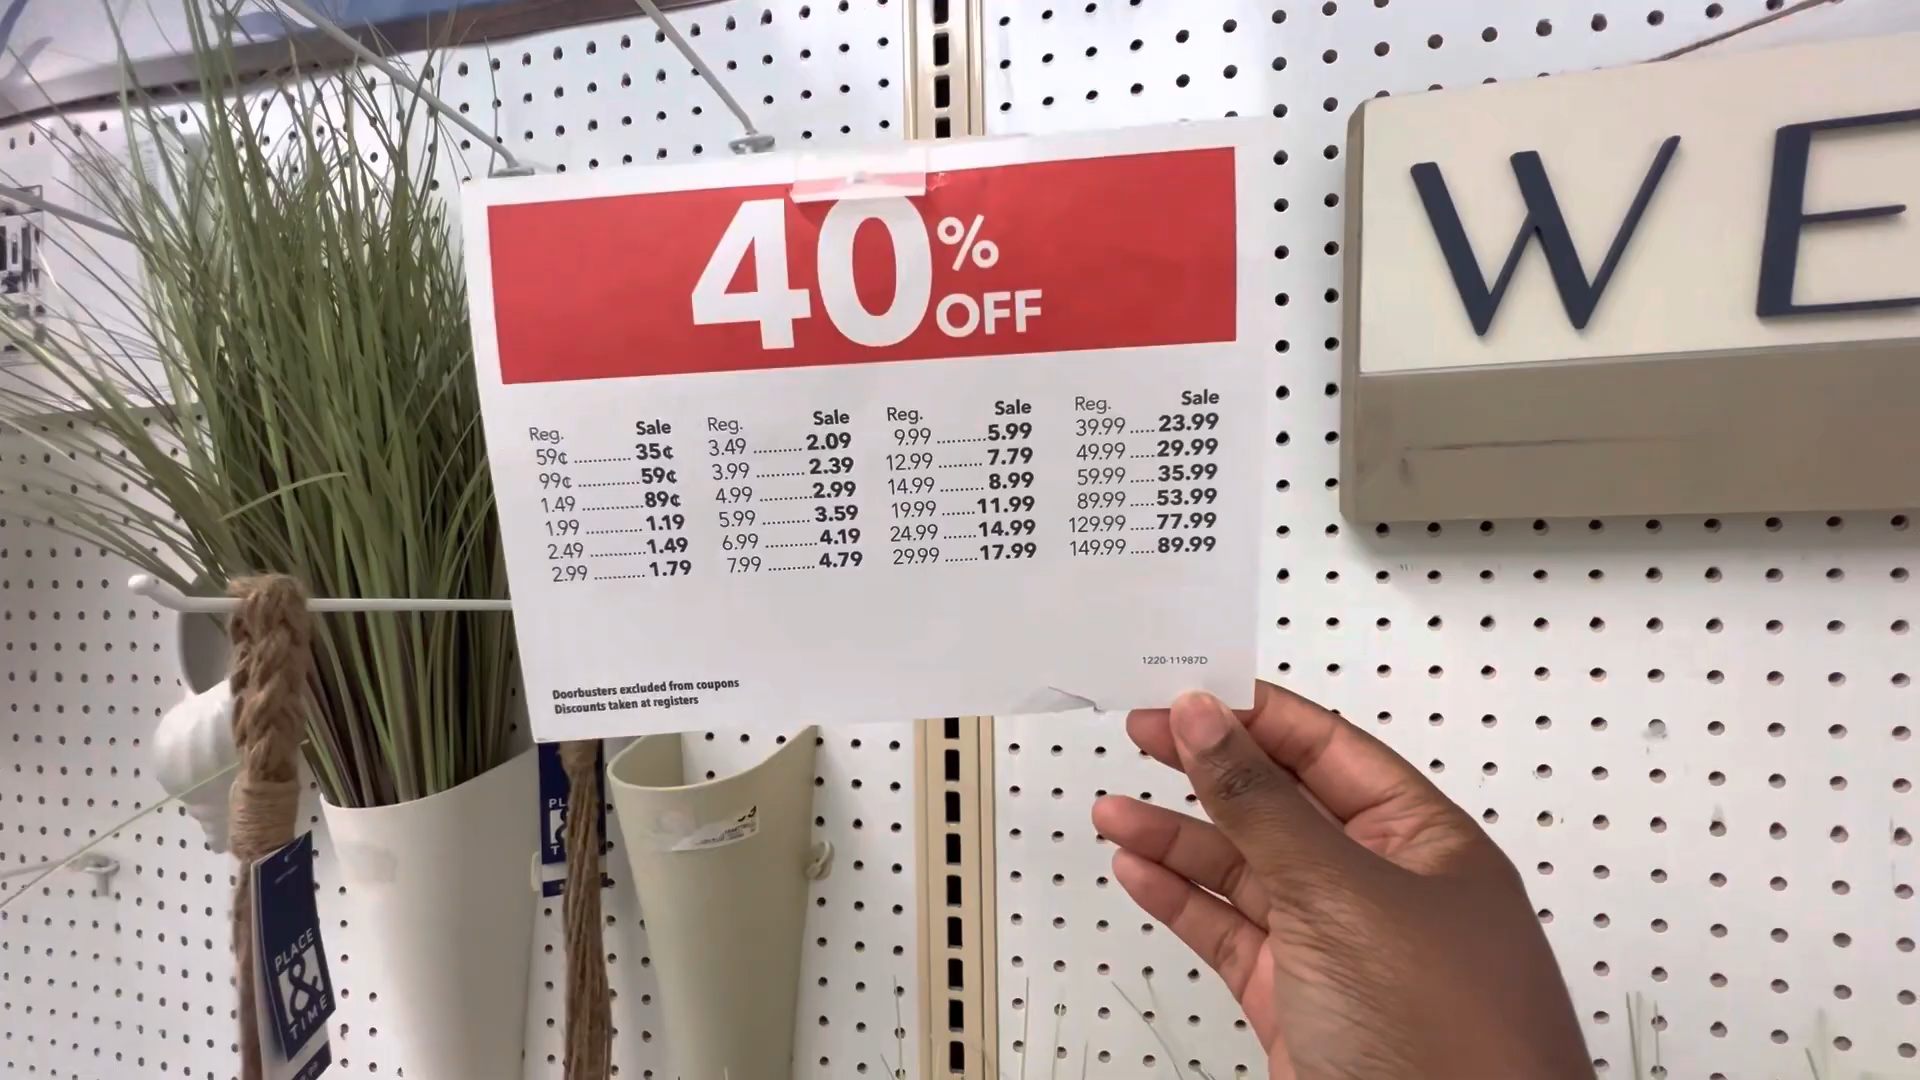 40% OFF
Reg. Sale
59¢ ........... 35¢
99¢ ........... 59¢
1.49 ........... 89¢
1.99 ........... 1.19
2.49 ........... 1.49
2.99 ........... 1.79
Reg. Sale
3.49 .......... 2.09
3.99 .......... 2.39
4.99 .......... 2.99
5.99 .......... 3.59
6.99 .......... 4.19
7.99 .......... 4.79
Reg. Sale
9.99 .......... 5.99
12.99 ......... 7.79
14.99 ......... 8.99
19.99 ....... 11.99
24.99 ....... 14.99
29.99 ....... 17.99
Reg. Sale
39.99 ..... 23.99
49.99 ..... 29.99
59.99 ..... 35.99
89.99 ..... 53.99
129.99 ..... 77.99
149.99 ..... 89.99
1220-11987D
Doorbusters excluded from coupons
Discounts taken at registers
WE
PLACE
&
TIME
PL
&
T